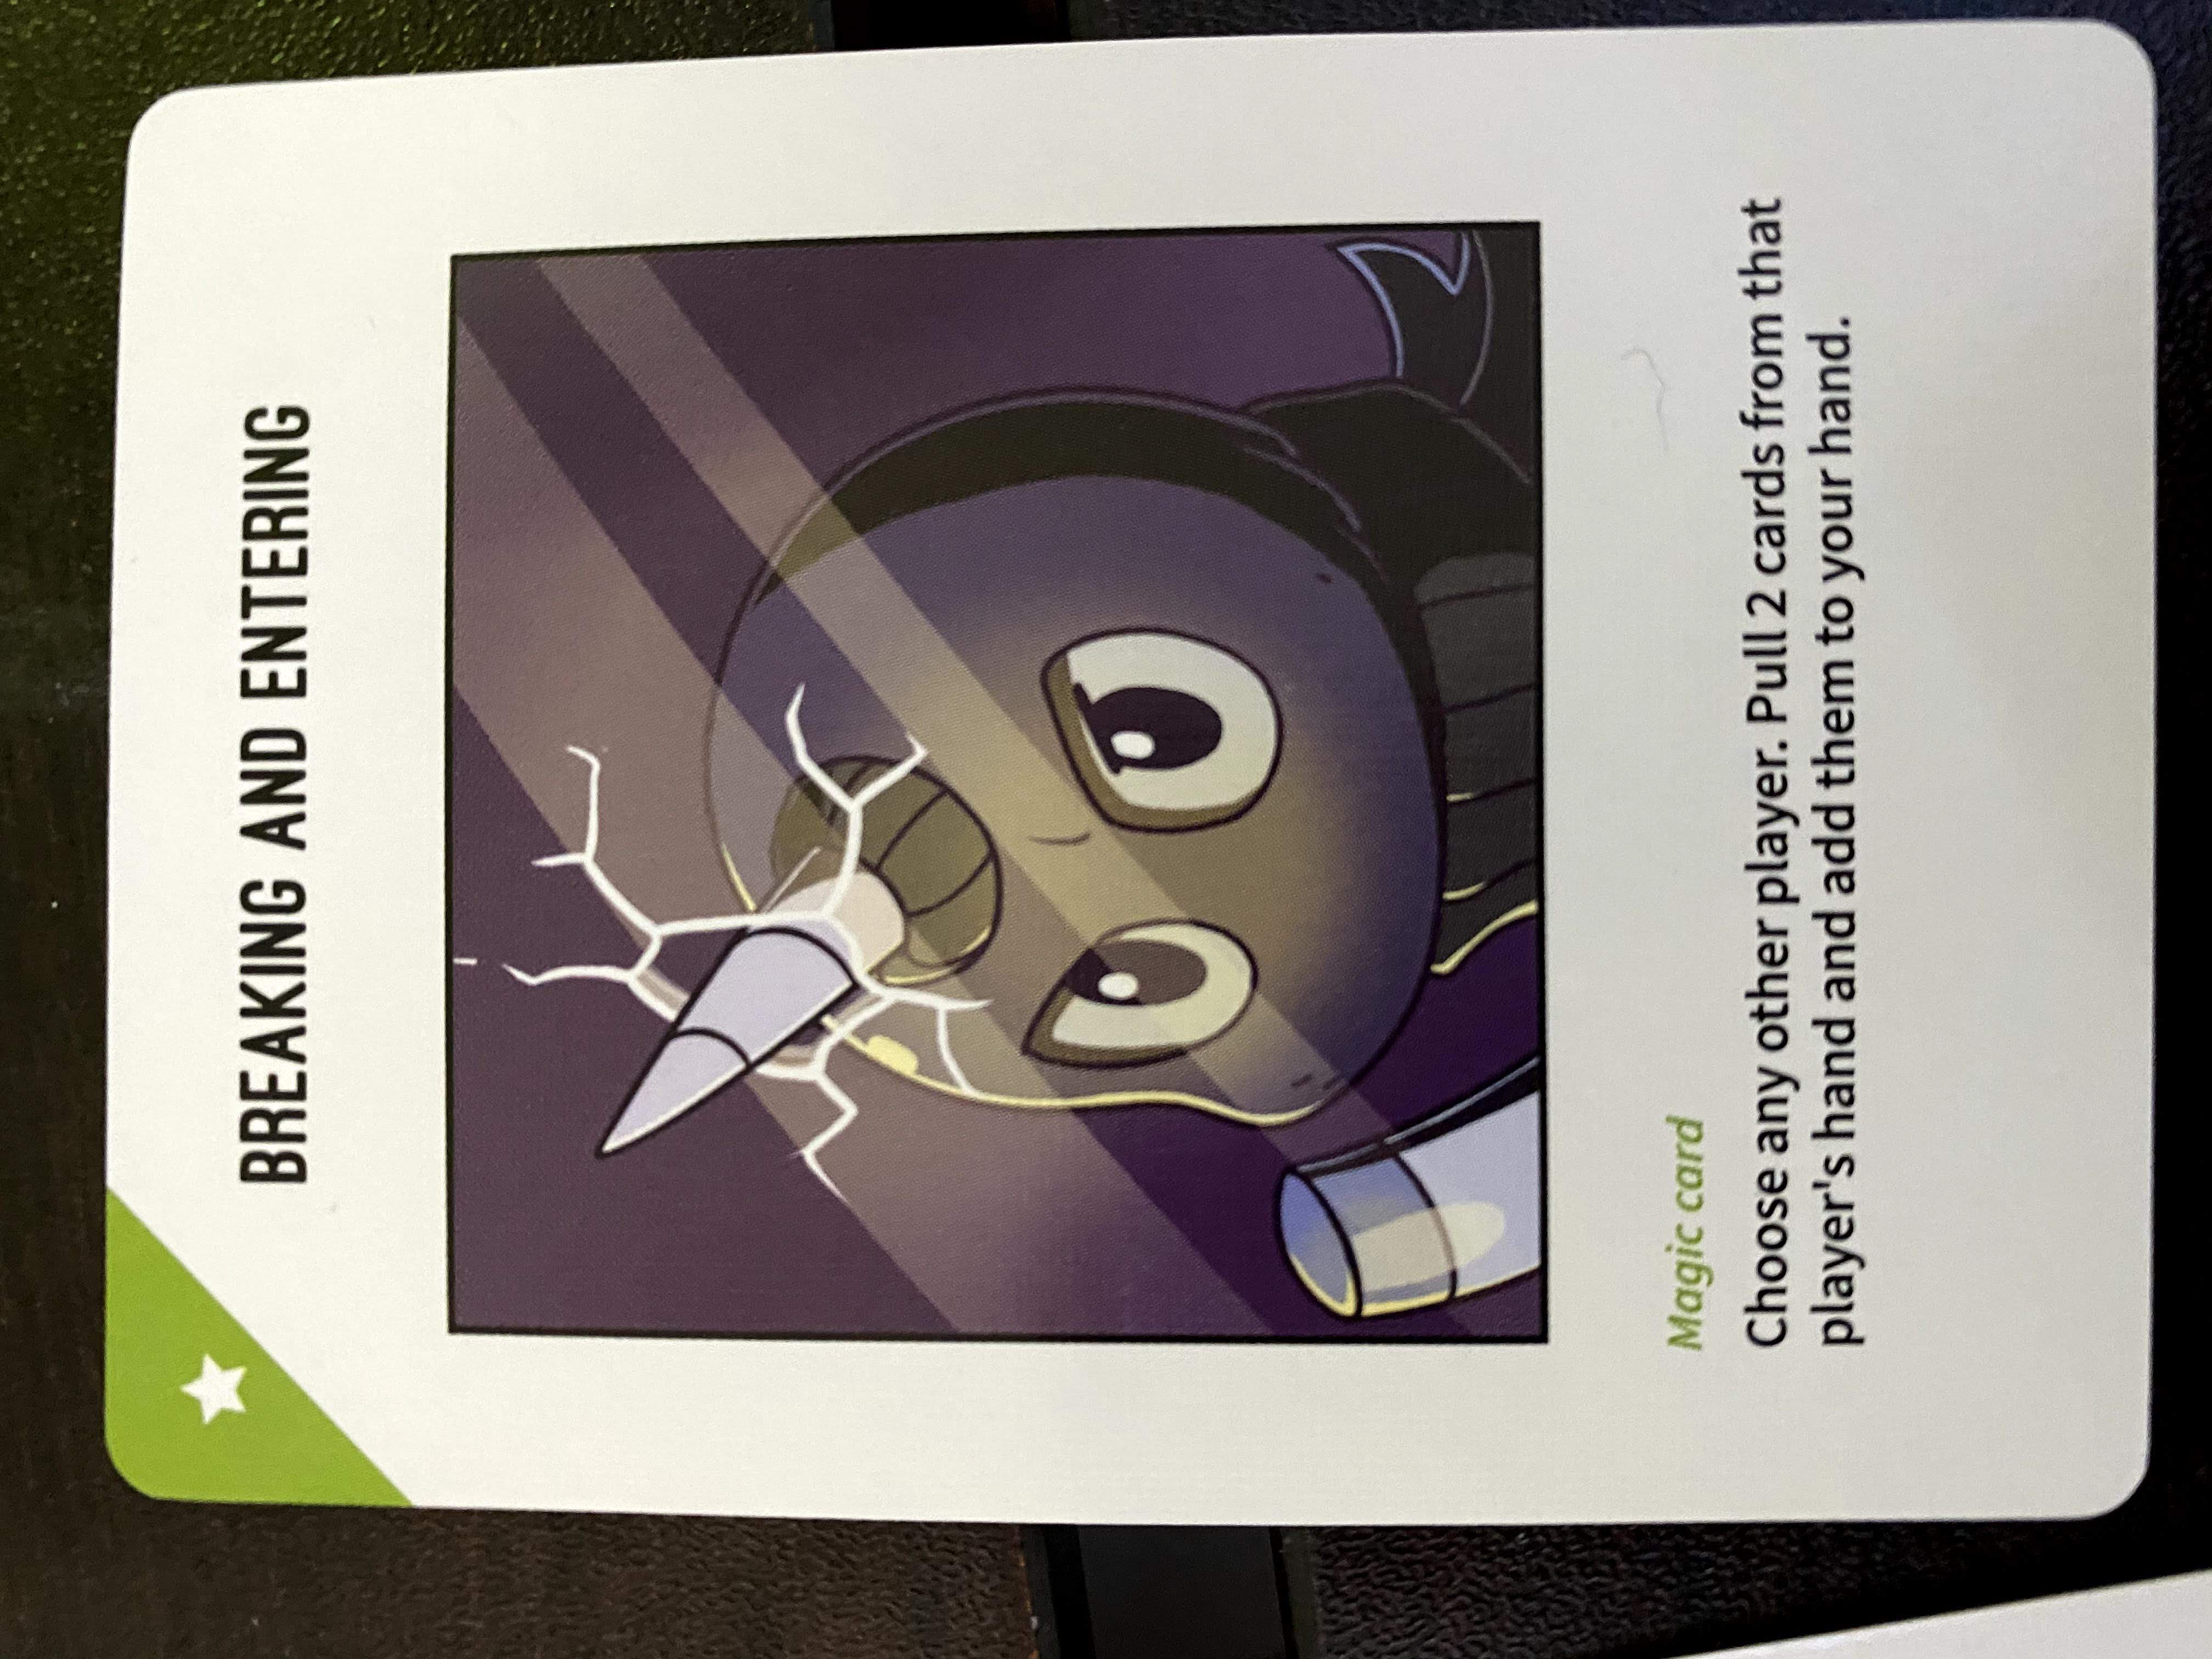 BREAKING AND ENTERING
Magic card
Choose any other player. Pull 2 cards from that
player's hand and add them to your hand.